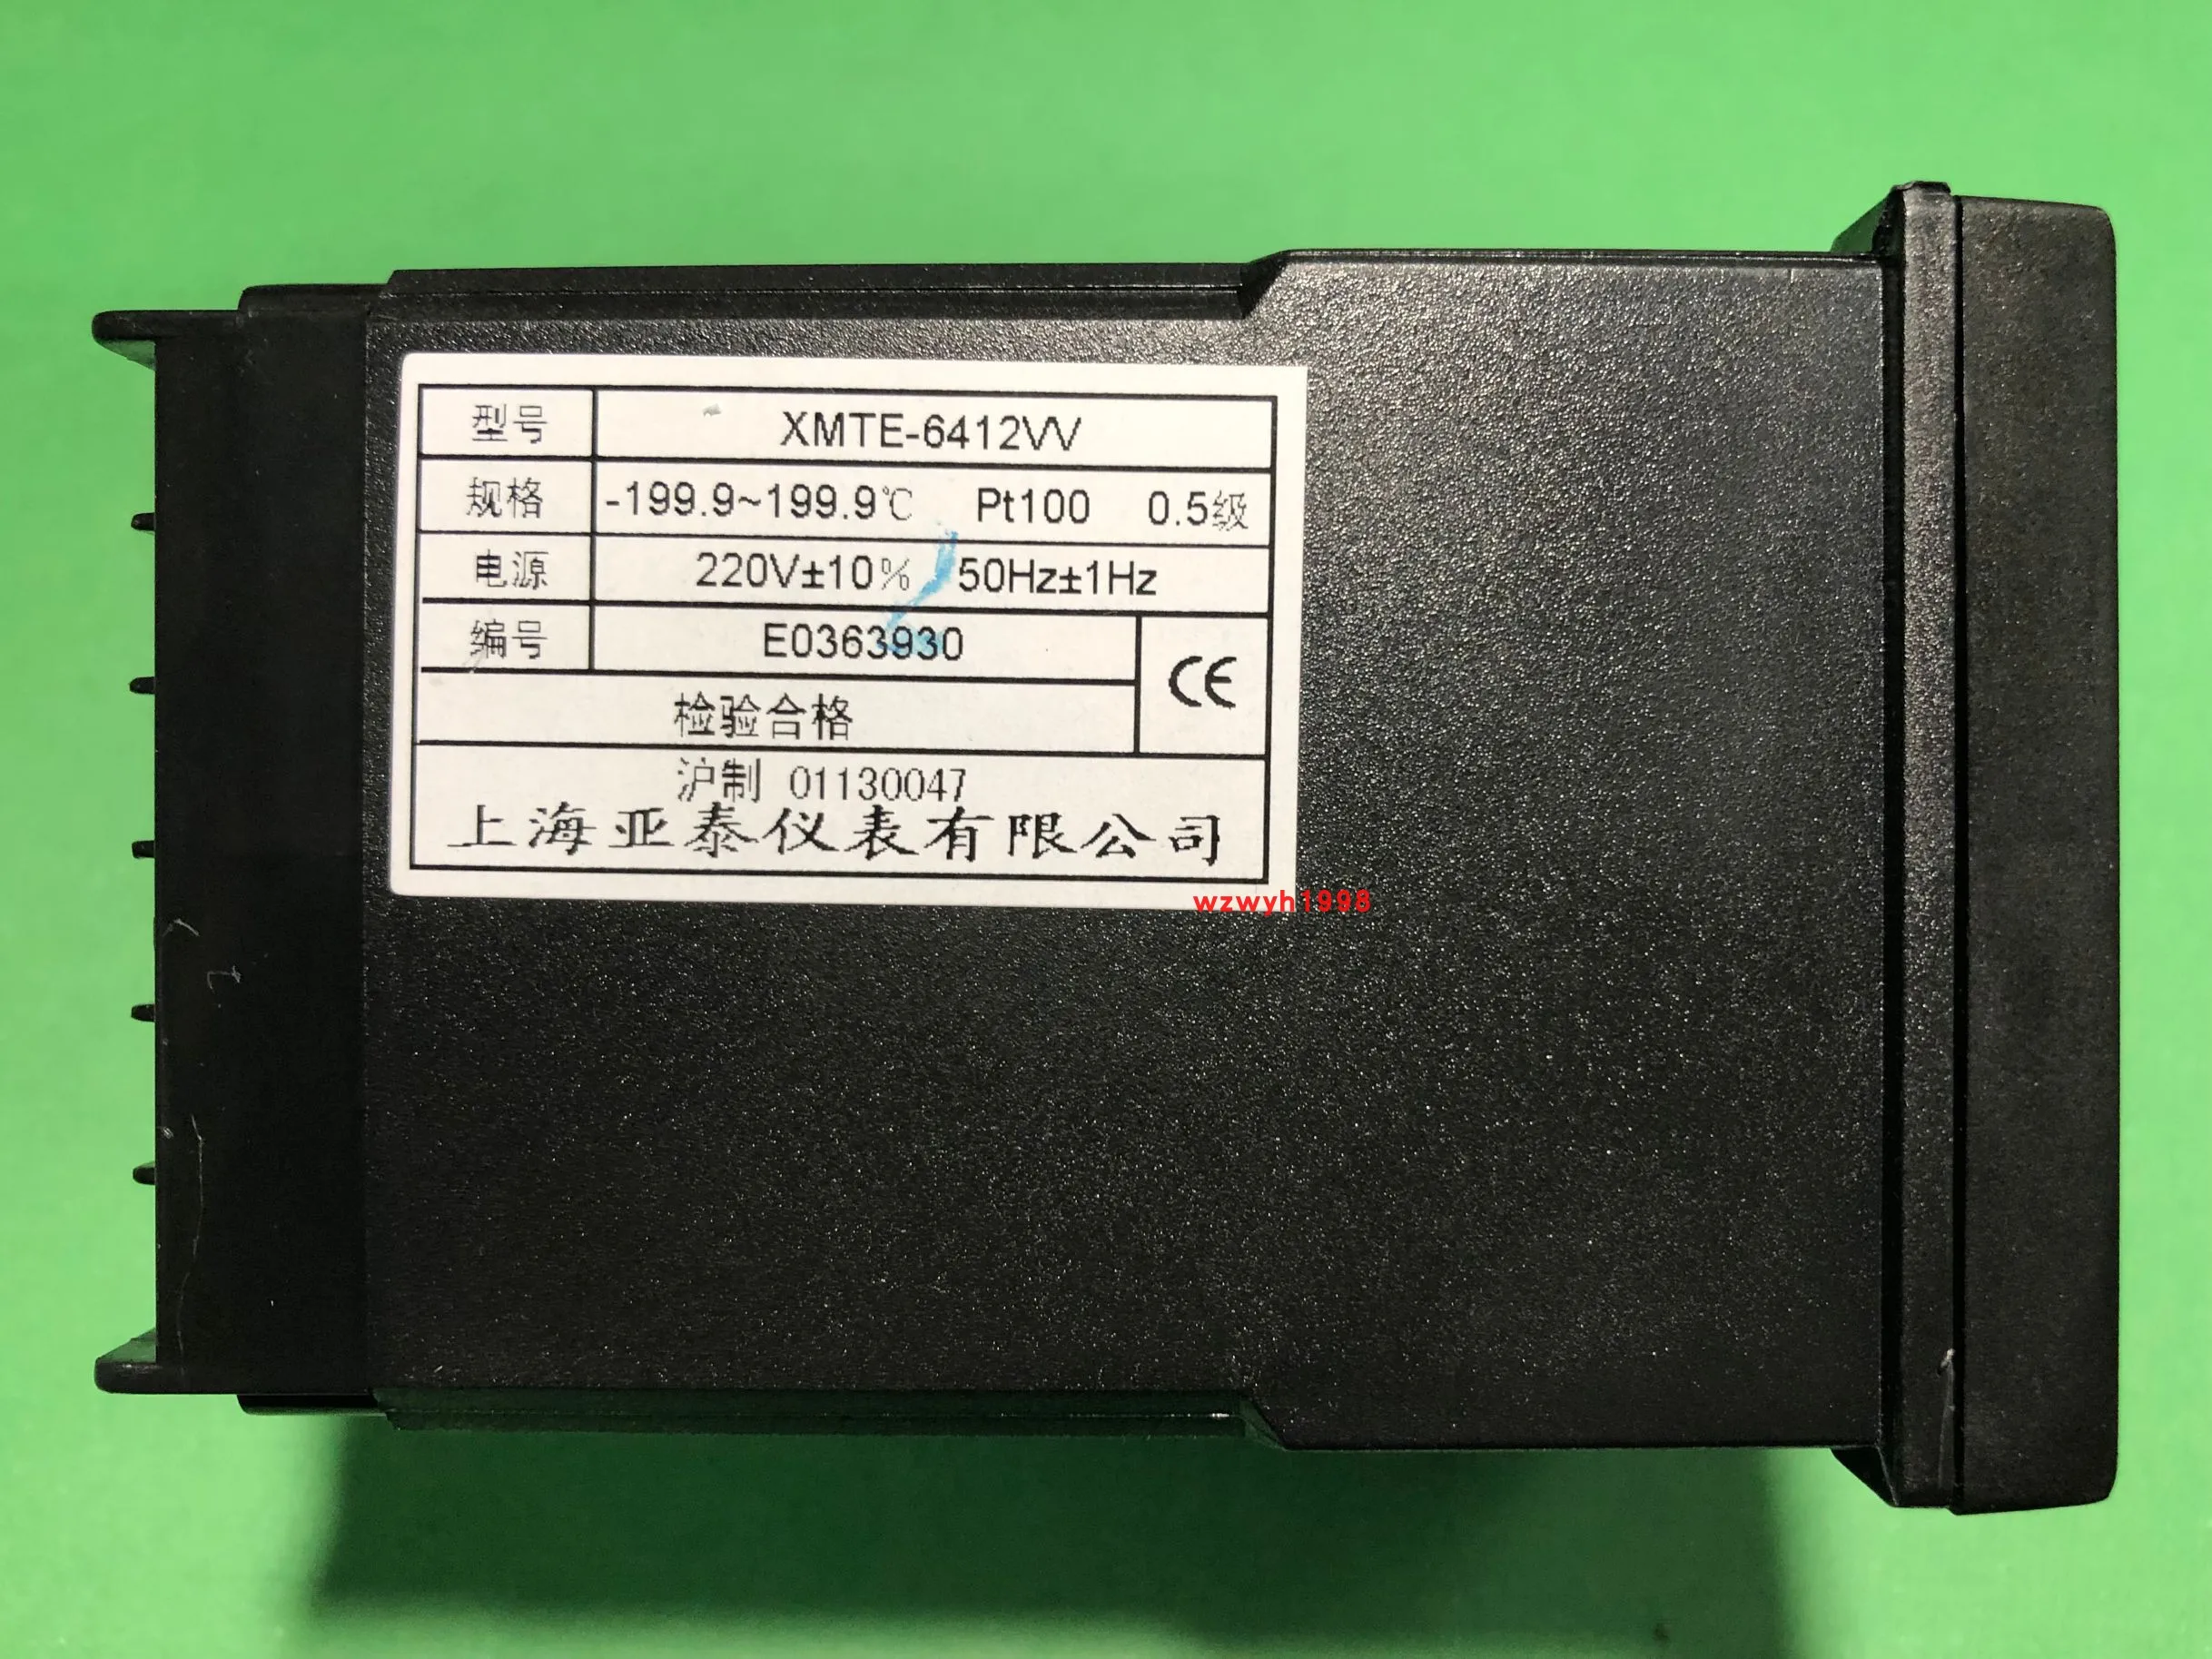 型号 XMTE-6412VV
规格 -199.9~199.9℃ Pt100 0.5级
电源 220V±10% 50Hz±1Hz
编号 E0363930
CE
检验合格
沪制 01130047
上海亚泰仪表有限公司
wzwyh1998